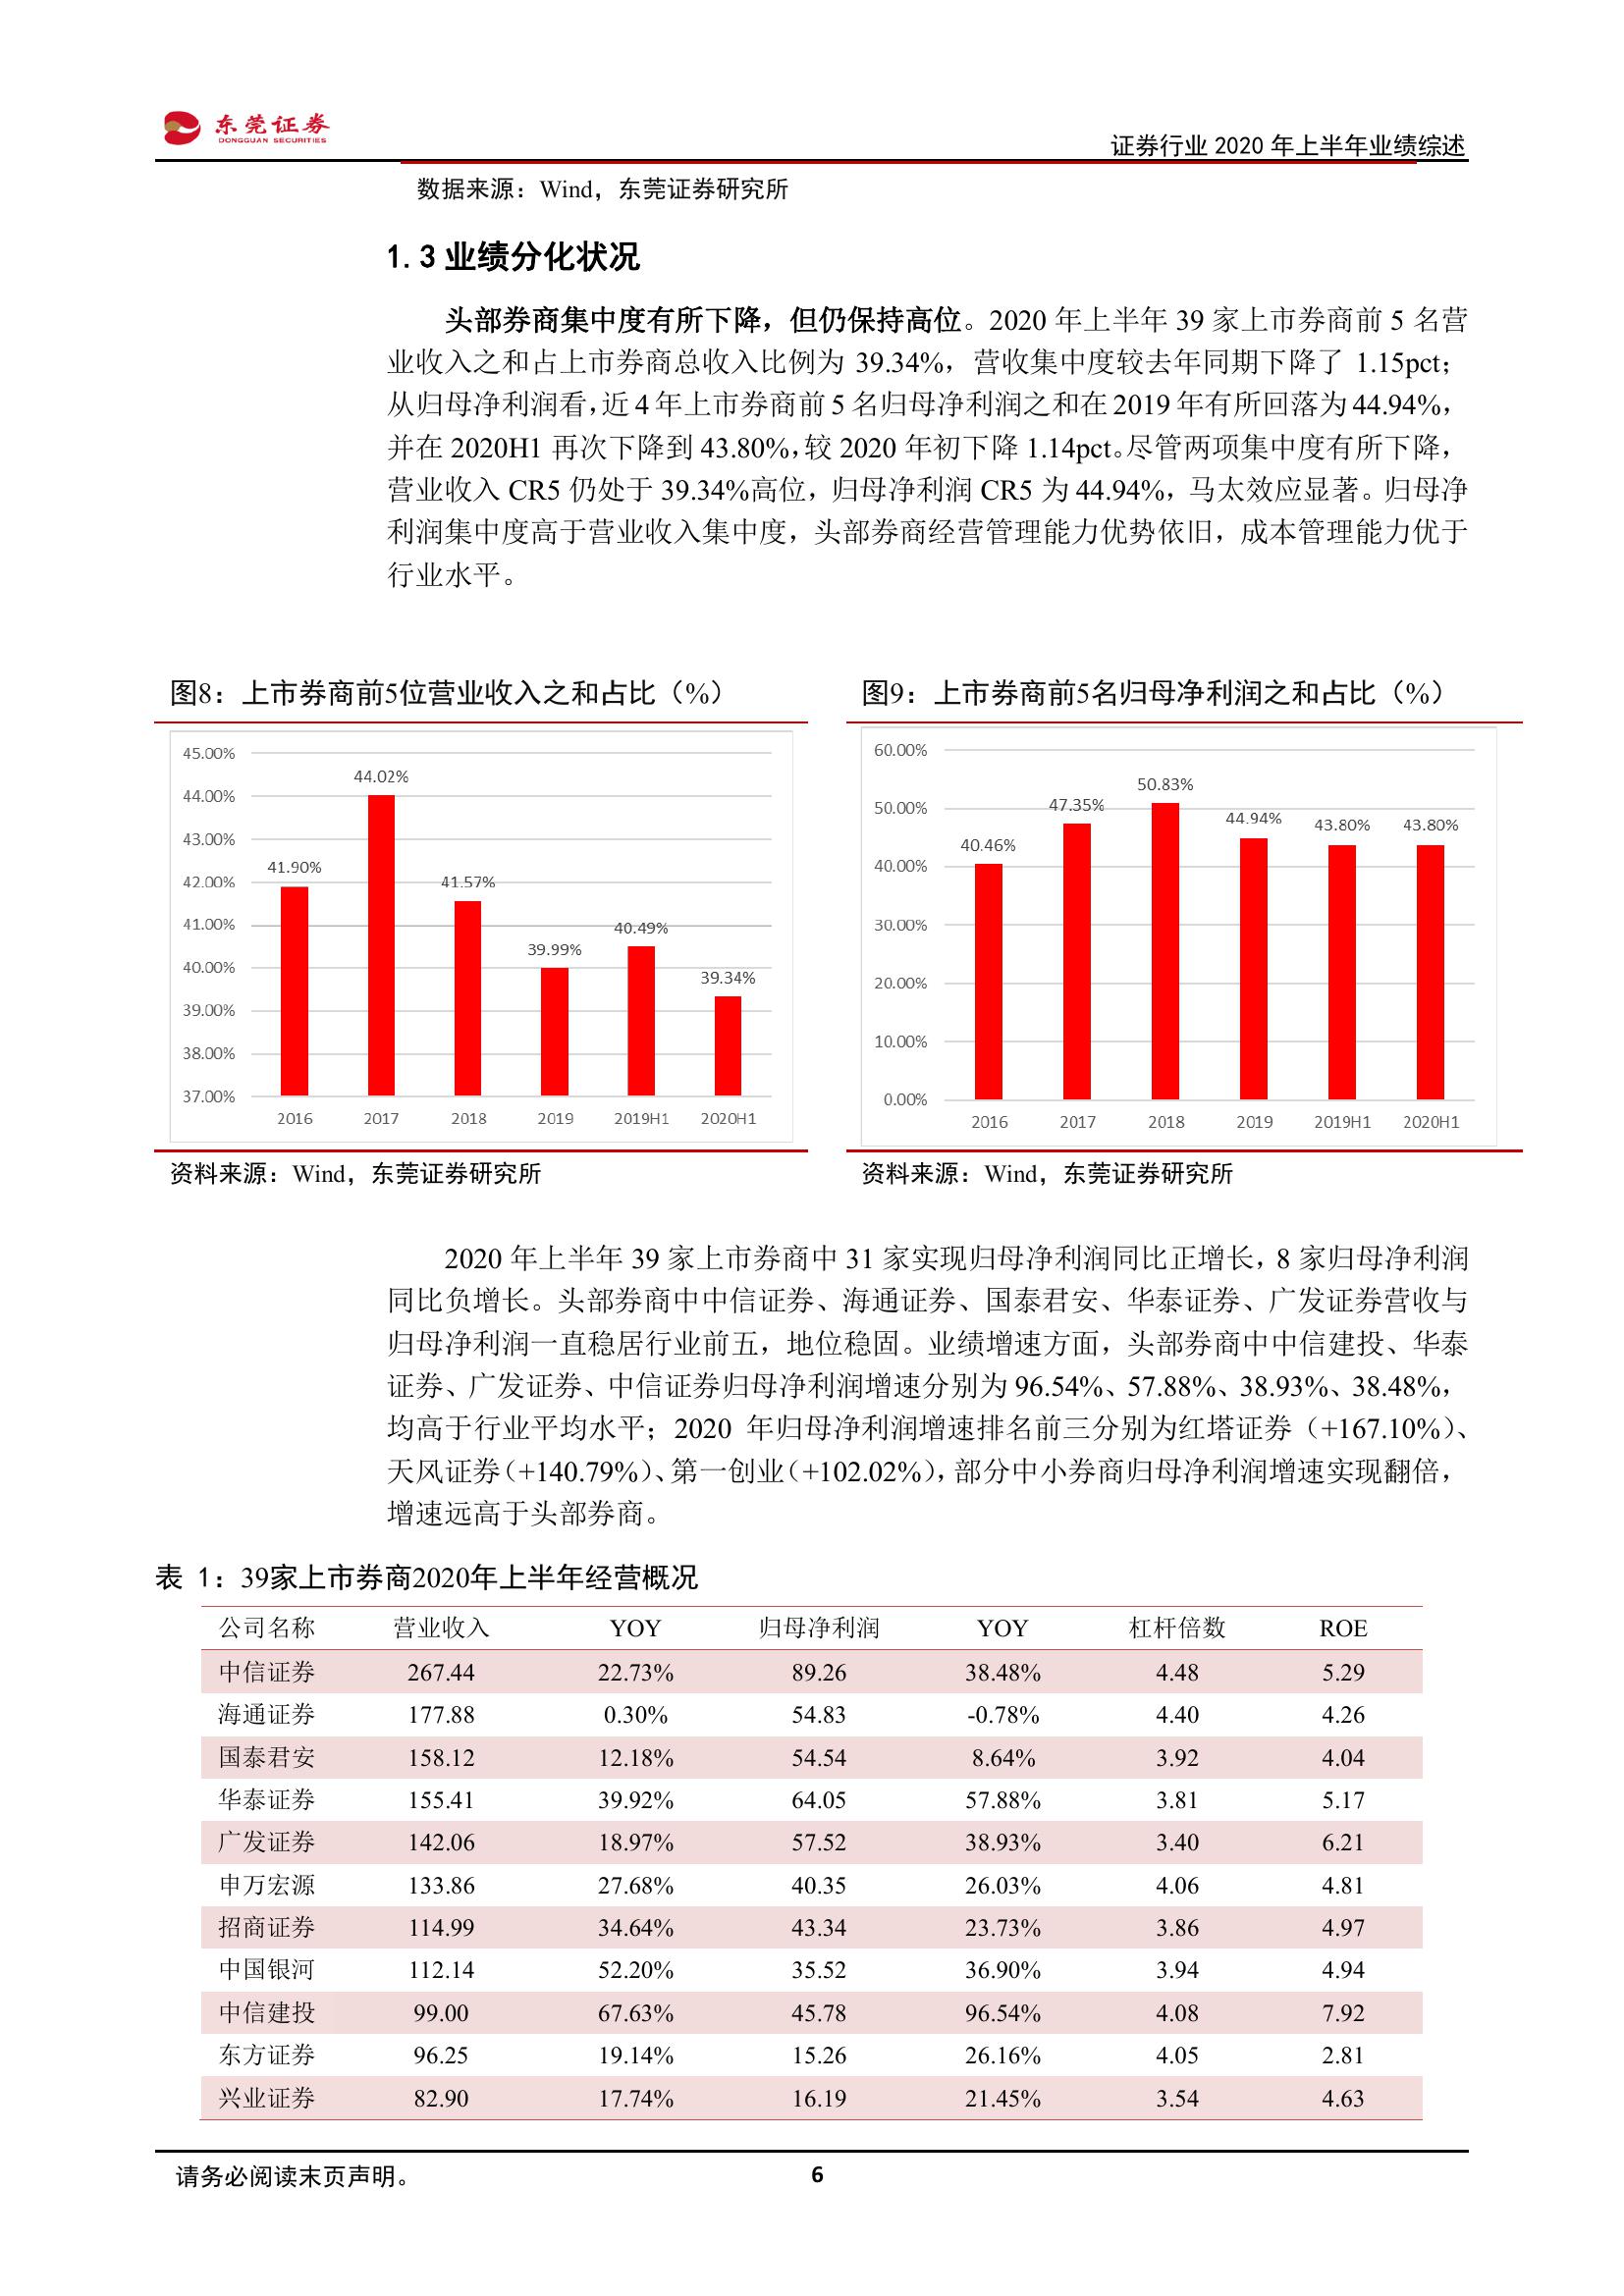 东莞证券
DONGGUAN SECURITIES
证券行业 2020 年上半年业绩综述
数据来源：Wind，东莞证券研究所
1.3 业绩分化状况
头部券商集中度有所下降，但仍保持高位。2020 年上半年 39 家上市券商前 5 名营
业收入之和占上市券商总收入比例为 39.34%，营收集中度较去年同期下降了 1.15pct；
从归母净利润看，近 4 年上市券商前 5 名归母净利润之和在 2019 年有所回落为 44.94%，
并在 2020H1 再次下降到 43.80%，较 2020 年初下降 1.14pct。尽管两项集中度有所下降，
营业收入 CR5 仍处于 39.34%高位，归母净利润 CR5 为 44.94%，马太效应显著。归母净
利润集中度高于营业收入集中度，头部券商经营管理能力优势依旧，成本管理能力优于
行业水平。
图8：上市券商前5位营业收入之和占比（%）
45.00%
44.00%
43.00%
42.00%
41.00%
40.00%
39.00%
38.00%
37.00%
41.90%
44.02%
41.57%
39.99%
40.49%
39.34%
2016 2017 2018 2019 2019H1 2020H1
资料来源：Wind，东莞证券研究所
图9：上市券商前5名归母净利润之和占比（%）
60.00%
50.00%
40.00%
30.00%
20.00%
10.00%
0.00%
40.46%
47.35%
50.83%
44.94%
43.80%
43.80%
2016 2017 2018 2019 2019H1 2020H1
资料来源：Wind，东莞证券研究所
2020 年上半年 39 家上市券商中 31 家实现归母净利润同比正增长，8 家归母净利润
同比负增长。头部券商中中信证券、海通证券、国泰君安、华泰证券、广发证券营收与
归母净利润一直稳居行业前五，地位稳固。业绩增速方面，头部券商中中信建投、华泰
证券、广发证券、中信证券归母净利润增速分别为 96.54%、57.88%、38.93%、38.48%，
均高于行业平均水平；2020 年归母净利润增速排名前三分别为红塔证券（+167.10%）、
天风证券（+140.79%）、第一创业（+102.02%），部分中小券商归母净利润增速实现翻倍，
增速远高于头部券商。
表 1：39家上市券商2020年上半年经营概况
公司名称 营业收入 YOY 归母净利润 YOY 杠杆倍数 ROE
中信证券 267.44 22.73% 89.26 38.48% 4.48 5.29
海通证券 177.88 0.30% 54.83 -0.78% 4.40 4.26
国泰君安 158.12 12.18% 54.54 8.64% 3.92 4.04
华泰证券 155.41 39.92% 64.05 57.88% 3.81 5.17
广发证券 142.06 18.97% 57.52 38.93% 3.40 6.21
申万宏源 133.86 27.68% 40.35 26.03% 4.06 4.81
招商证券 114.99 34.64% 43.34 23.73% 3.86 4.97
中国银河 112.14 52.20% 35.52 36.90% 3.94 4.94
中信建投 99.00 67.63% 45.78 96.54% 4.08 7.92
东方证券 96.25 19.14% 15.26 26.16% 4.05 2.81
兴业证券 82.90 17.74% 16.19 21.45% 3.54 4.63
请务必阅读末页声明。
6